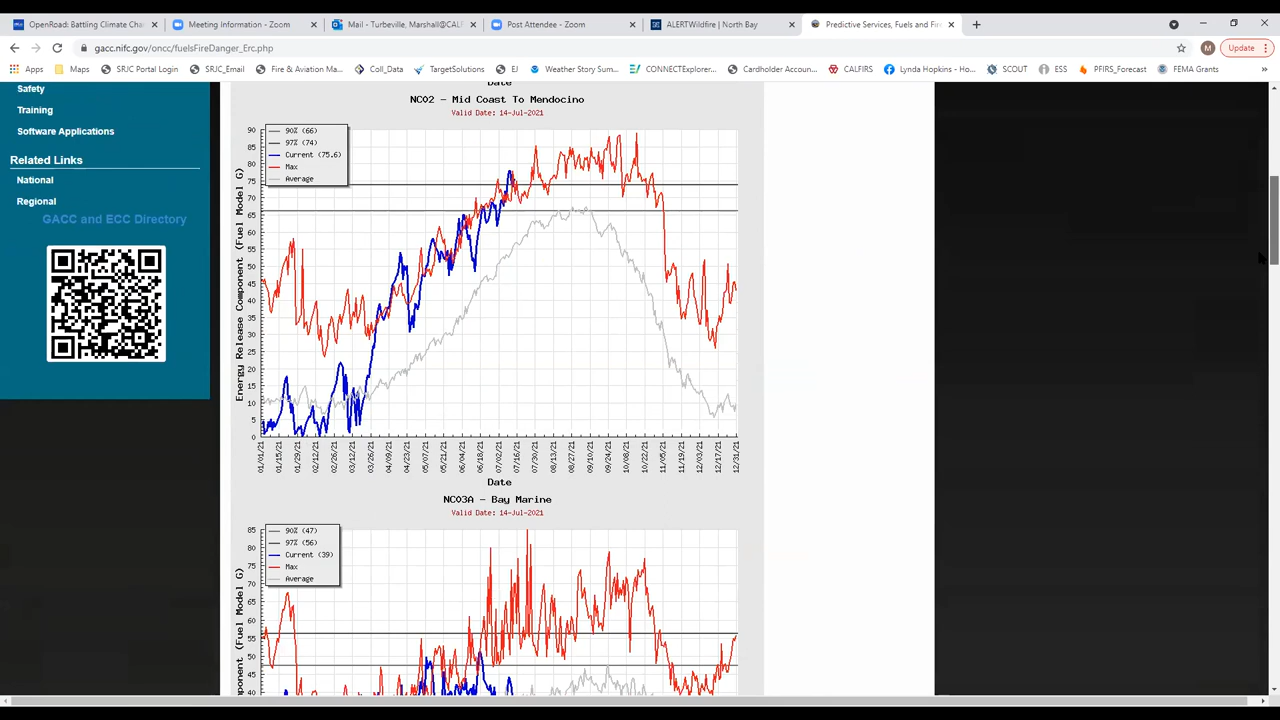 OpenRoad: Battling Climate Chan
Meeting Information - Zoom
Mail - Turbeville, Marshall@CAL
Post Attendee - Zoom
ALERTWildfire | North Bay
Predictive Services, Fuels and Fire
gacc.nifc.gov/oncc/fuelsFireDanger_Erc.php
M
Update
Apps
Maps
SRJC Portal Login
SRJC_Email
Fire & Aviation Ma...
Coll_Data
TargetSolutions
EJ
Weather Story Sum...
CONNECTExplorer...
Cardholder Accoun...
CALFIRS
Lynda Hopkins - Ho...
SCOUT
ESS
PFIRS_Forecast
FEMA Grants
Safety
Training
Software Applications
Related Links
National
Regional
GACC and ECC Directory
Date
NC02 - Mid Coast To Mendocino
Valid Date: 14-Jul-2021
90% (66)
97% (74)
Current (75.6)
Max
Average
Energy Release Component (Fuel Model G)
90
85
80
75
70
65
60
55
50
45
40
35
30
25
20
15
10
5
0
01/01/21
01/15/21
01/29/21
02/12/21
02/26/21
03/12/21
03/26/21
04/09/21
04/23/21
05/07/21
05/21/21
06/04/21
06/18/21
07/02/21
07/16/21
07/30/21
08/13/21
08/27/21
09/10/21
09/24/21
10/08/21
10/22/21
11/05/21
11/19/21
12/03/21
12/17/21
12/31/21
Date
NC03A - Bay Marine
Valid Date: 14-Jul-2021
90% (47)
97% (56)
Current (39)
Max
Average
ponent (Fuel Model G)
85
80
75
70
65
60
55
50
45
40